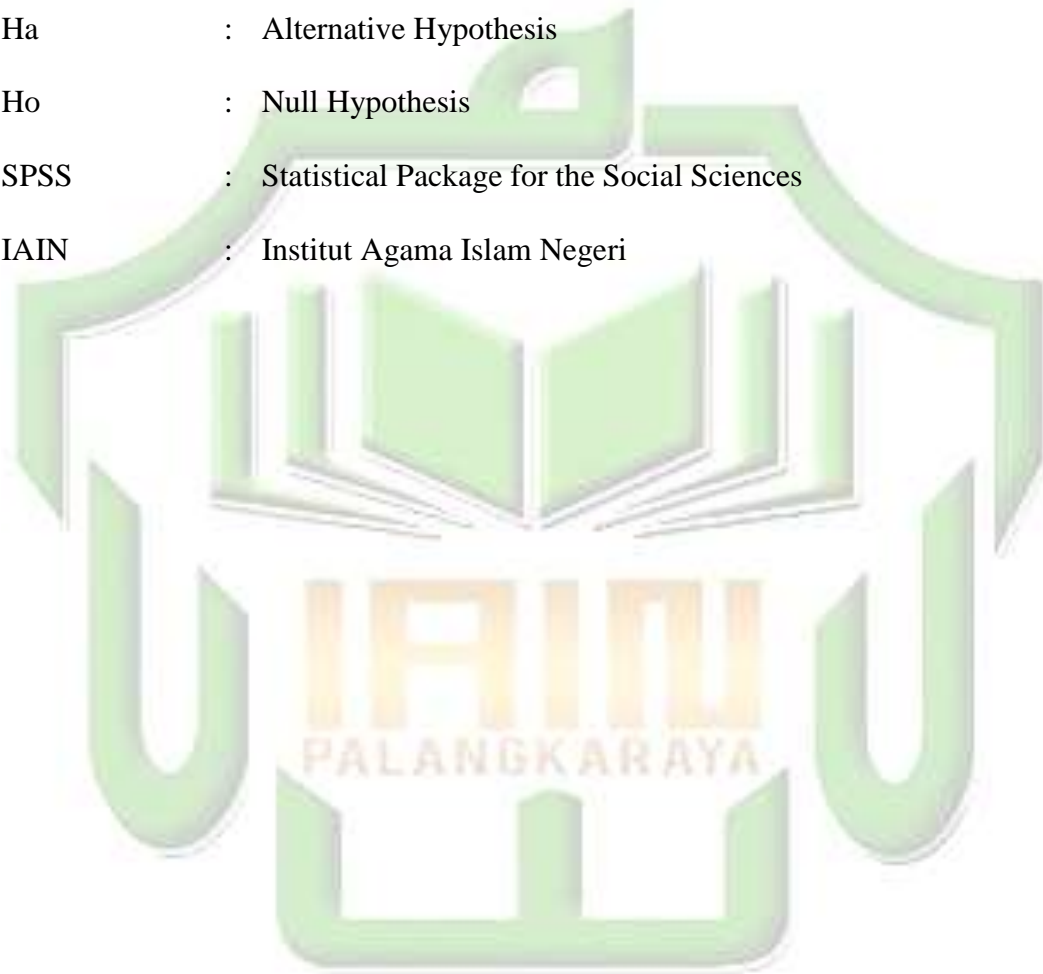 Ha : Alternative Hypothesis
Ho : Null Hypothesis
SPSS : Statistical Package for the Social Sciences
IAIN : Institut Agama Islam Negeri
IAIN
PALANGKARAYA